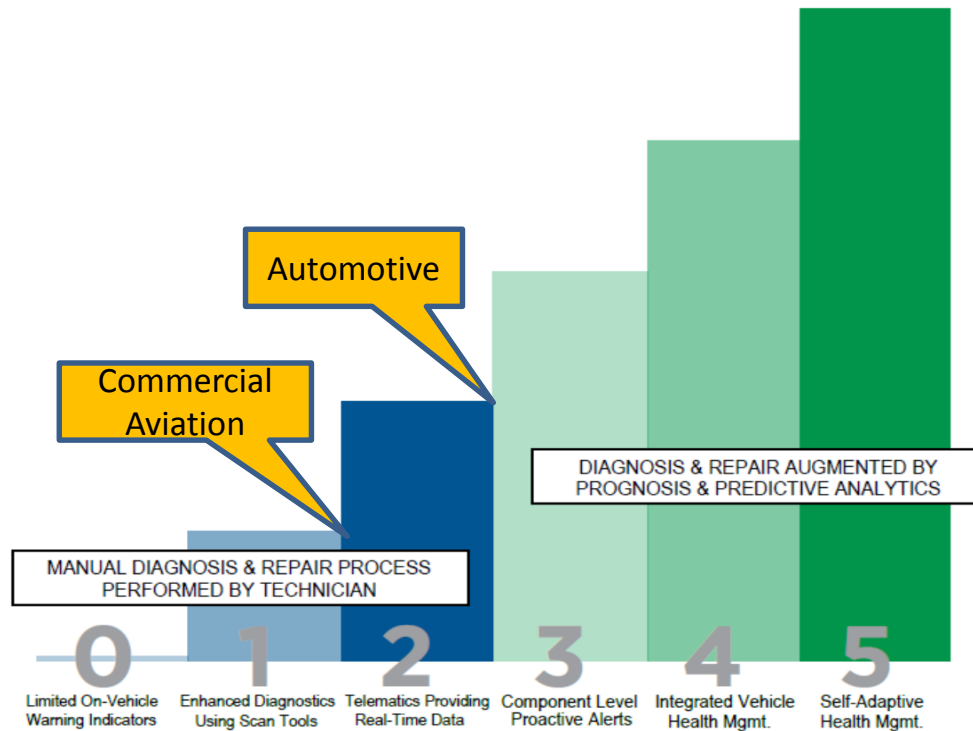 Automotive
Commercial
Aviation
DIAGNOSIS & REPAIR AUGMENTED BY
PROGNOSIS & PREDICTIVE ANALYTICS
MANUAL DIAGNOSIS & REPAIR PROCESS
PERFORMED BY TECHNICIAN
0
1
2
3
4
5
Limited On-Vehicle
Warning Indicators
Enhanced Diagnostics
Using Scan Tools
Telematics Providing
Real-Time Data
Component Level
Proactive Alerts
Integrated Vehicle
Health Mgmt.
Self-Adaptive
Health Mgmt.